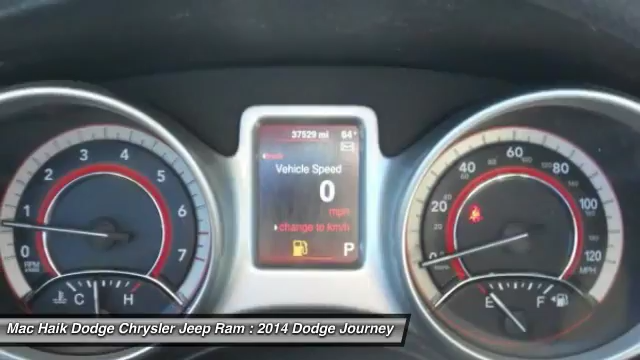 37529 mi 64°
Vehicle Speed
0
mph
change to km/h
P
0 1 2 3 4 5 6 7
RPM
C H
0 20 40 60 80 100 120
MPH
E F
Mac Haik Dodge Chrysler Jeep Ram : 2014 Dodge Journey